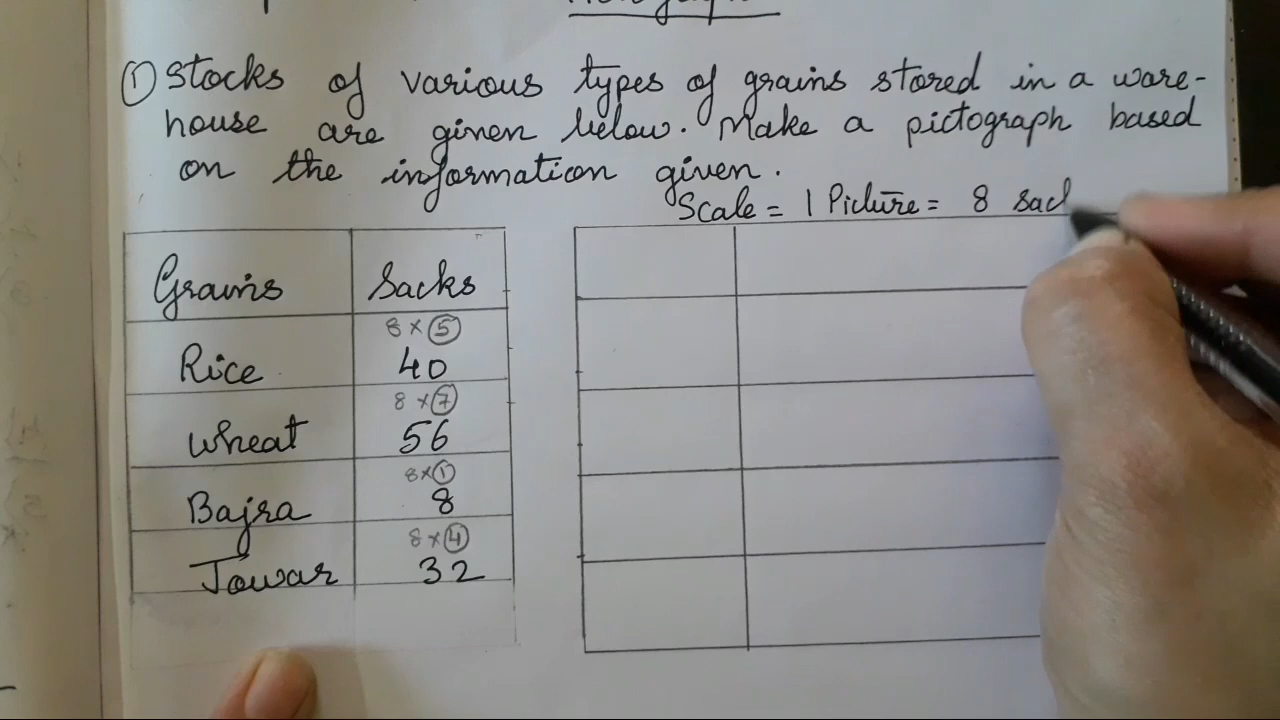 ① Stocks of various types of grains stored in a ware-
house are given below. Make a pictograph based
on the information given.
Scale = 1 Picture = 8 sac
Grains Sacks
8 × ⑤
Rice 40
8 × ⑦
Wheat 56
8 × ①
Bajra 8
8 × ④
Jowar 32